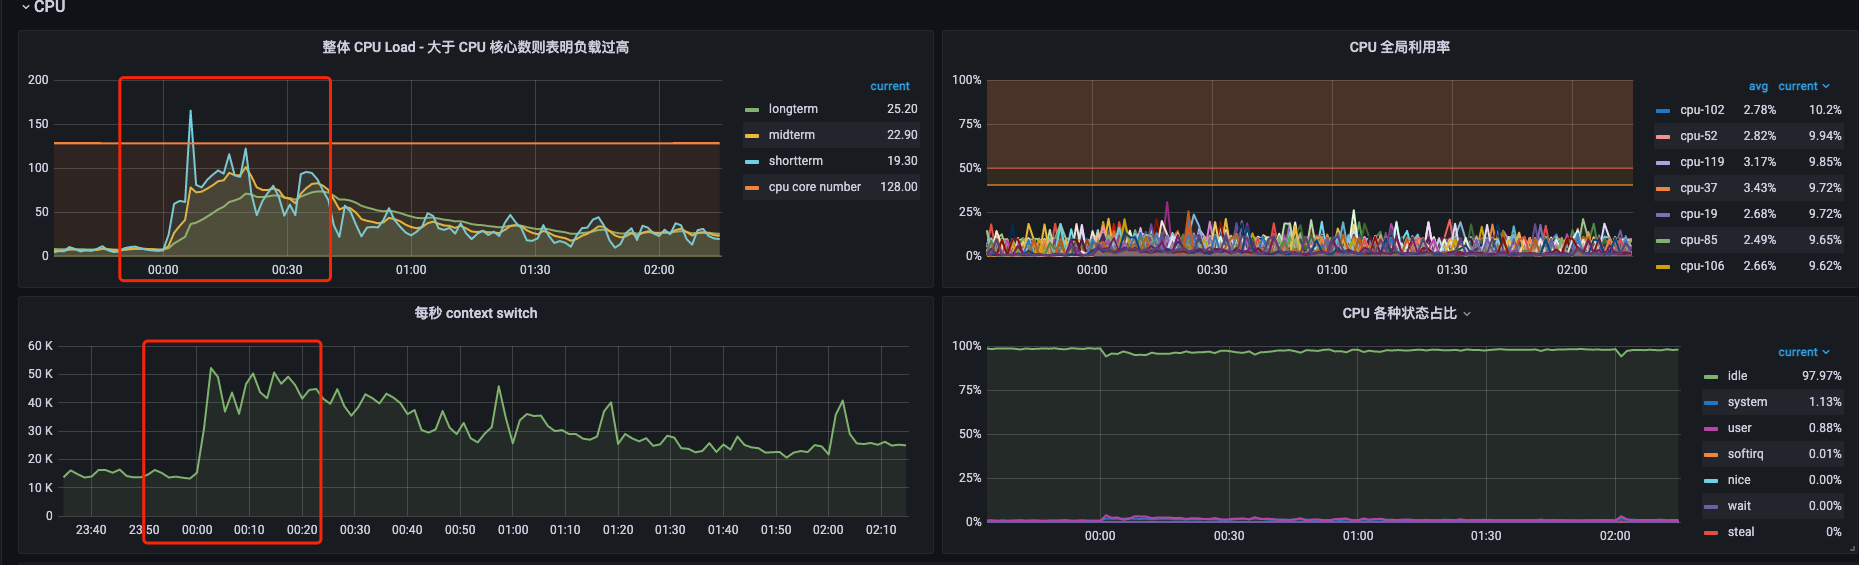 CPU
整体 CPU Load - 大于 CPU 核心数则表明负载过高
200
150
100
50
0
00:00 00:30 01:00 01:30 02:00
current
longterm 25.20
midterm 22.90
shortterm 19.30
cpu core number 128.00
CPU 全局利用率
100%
75%
50%
25%
0%
00:00 00:30 01:00 01:30 02:00
avg current
cpu-102 2.78% 10.2%
cpu-52 2.82% 9.94%
cpu-119 3.17% 9.85%
cpu-37 3.43% 9.72%
cpu-19 2.68% 9.72%
cpu-85 2.49% 9.65%
cpu-106 2.66% 9.62%
每秒 context switch
60 K
50 K
40 K
30 K
20 K
10 K
0
23:40 23:50 00:00 00:10 00:20 00:30 00:40 00:50 01:00 01:10 01:20 01:30 01:40 01:50 02:00 02:10
CPU 各种状态占比
100%
75%
50%
25%
0%
00:00 00:30 01:00 01:30 02:00
current
idle 97.97%
system 1.13%
user 0.88%
softirq 0.01%
nice 0.00%
wait 0.00%
steal 0%